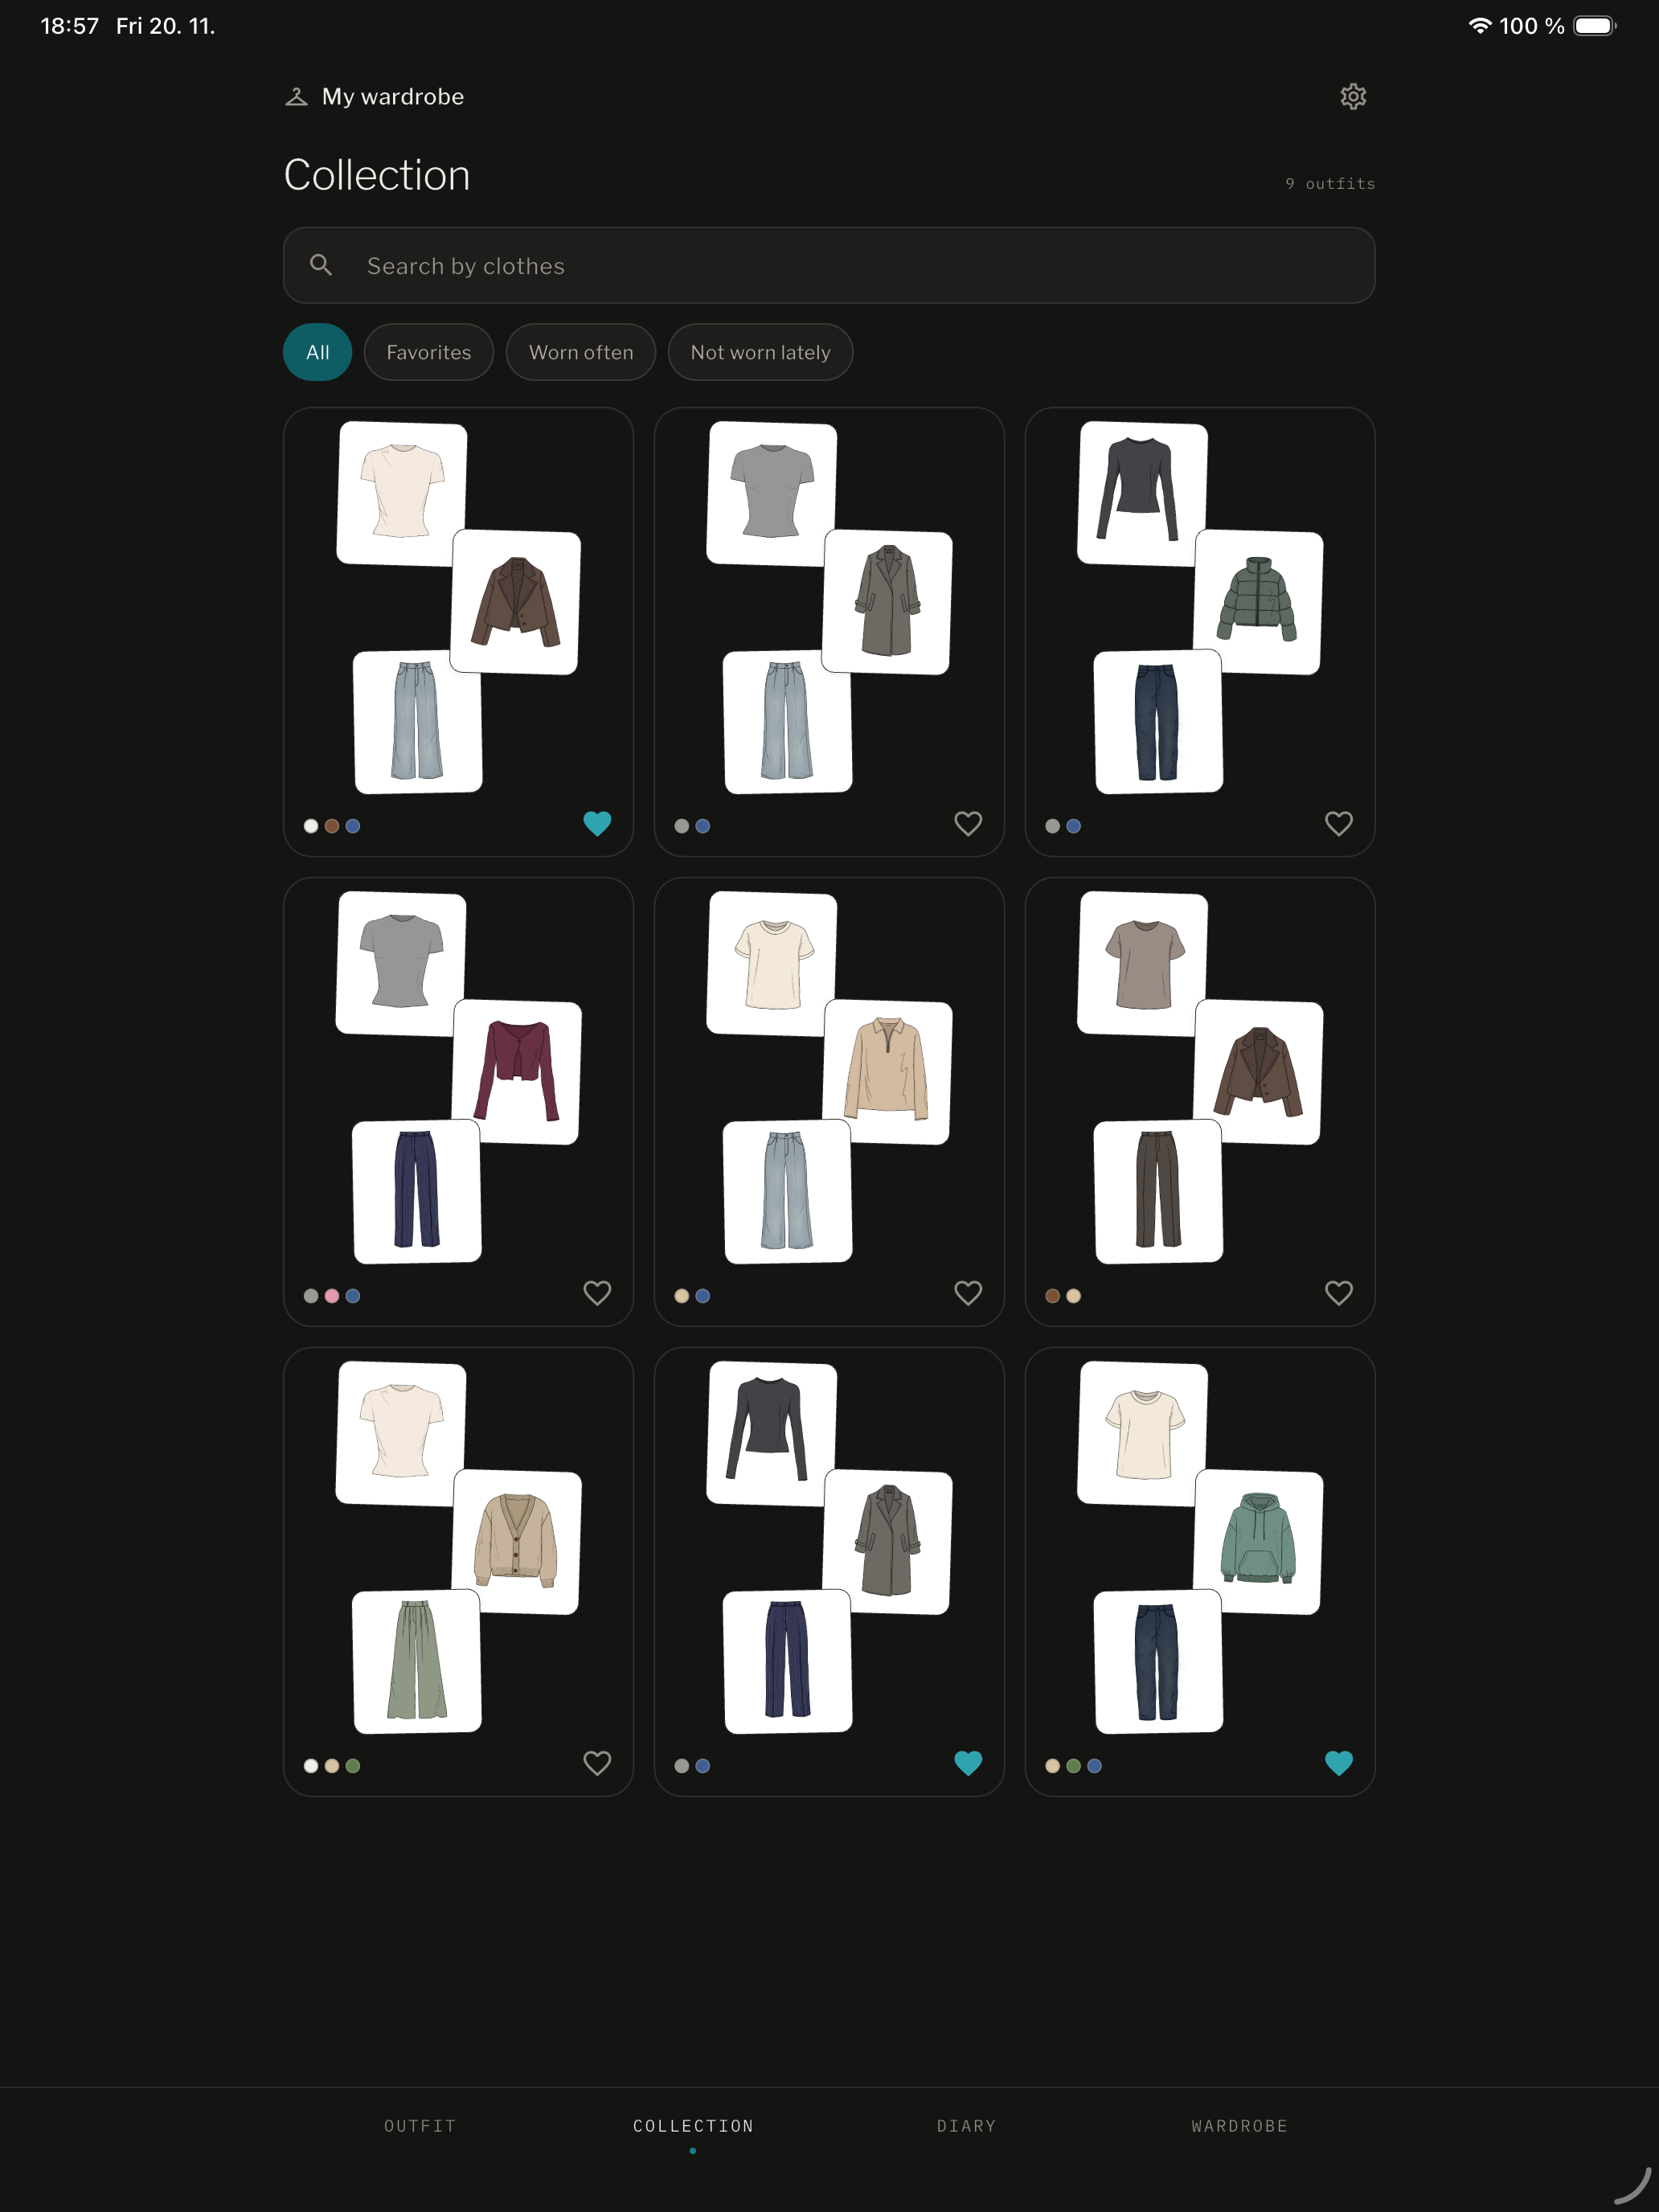 18:57 Fri 20. 11.
100 %
My wardrobe
Collection
9 outfits
Search by clothes
All
Favorites
Worn often
Not worn lately
OUTFIT
COLLECTION
DIARY
WARDROBE